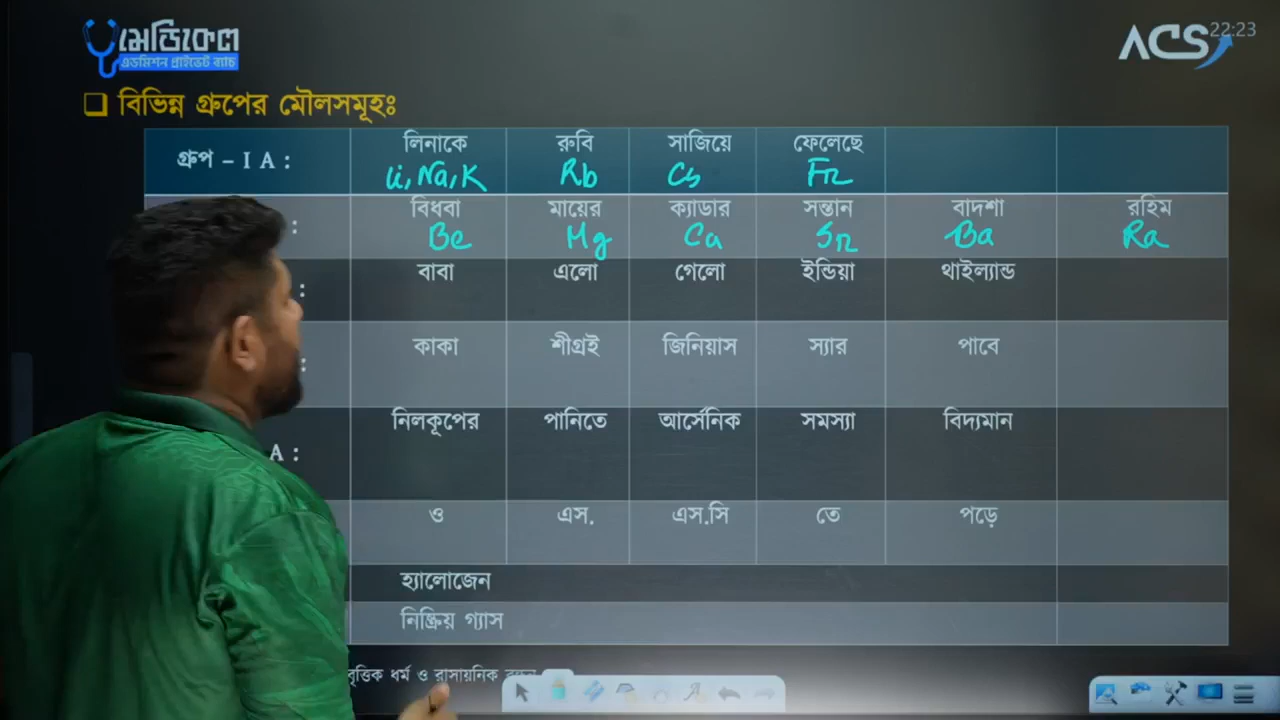 মেডিকেল
এডমিশন প্রাইভেট ব্যাচ
ACS
22:23
বিভিন্ন গ্রুপের মৌলসমূহঃ
গ্রুপ – I A : লিনাকে রুবি সাজিয়ে ফেলেছে
Li, Na, K Rb Cs Fr
: বিধবা মায়ের ক্যাডার সন্তান বাদশা রহিম
Be Mg Ca Sr Ba Ra
: বাবা এলো গেলো ইন্ডিয়া থাইল্যান্ড
: কাকা শীগ্রই জিনিয়াস স্যার পাবে
A : নিলকূপের পানিতে আর্সেনিক সমস্যা বিদ্যমান
ও এস. এস.সি তে পড়ে
হ্যালোজেন
নিষ্ক্রিয় গ্যাস
বৃত্তিক ধর্ম ও রাসায়নিক